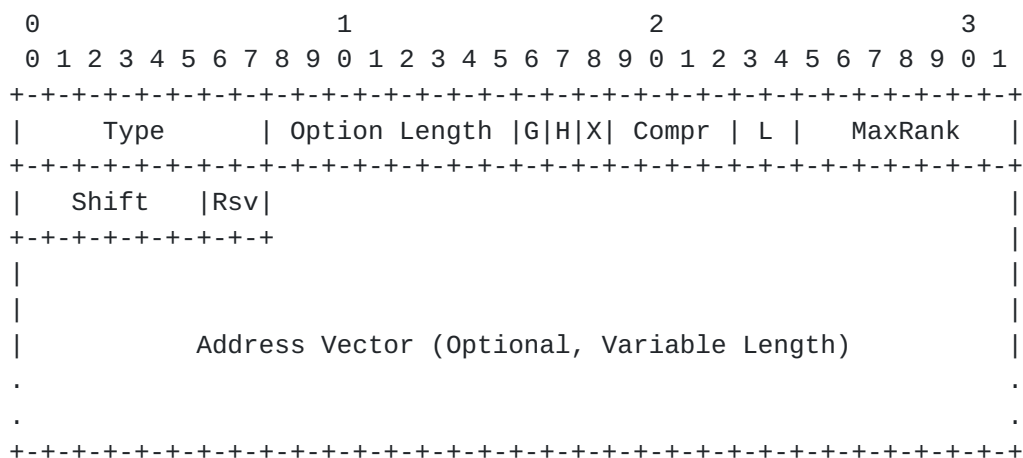 0                   1                   2                   3
 0 1 2 3 4 5 6 7 8 9 0 1 2 3 4 5 6 7 8 9 0 1 2 3 4 5 6 7 8 9 0 1
+-+-+-+-+-+-+-+-+-+-+-+-+-+-+-+-+-+-+-+-+-+-+-+-+-+-+-+-+-+-+-+-+
|     Type      | Option Length |G|H|X| Compr | L |   MaxRank   |
+-+-+-+-+-+-+-+-+-+-+-+-+-+-+-+-+-+-+-+-+-+-+-+-+-+-+-+-+-+-+-+-+
|   Shift   |Rsv|                                               |
+-+-+-+-+-+-+-+-+                                               |
|                                                               |
|                                                               |
|           Address Vector (Optional, Variable Length)          |
.                                                               .
.                                                               .
+-+-+-+-+-+-+-+-+-+-+-+-+-+-+-+-+-+-+-+-+-+-+-+-+-+-+-+-+-+-+-+-+